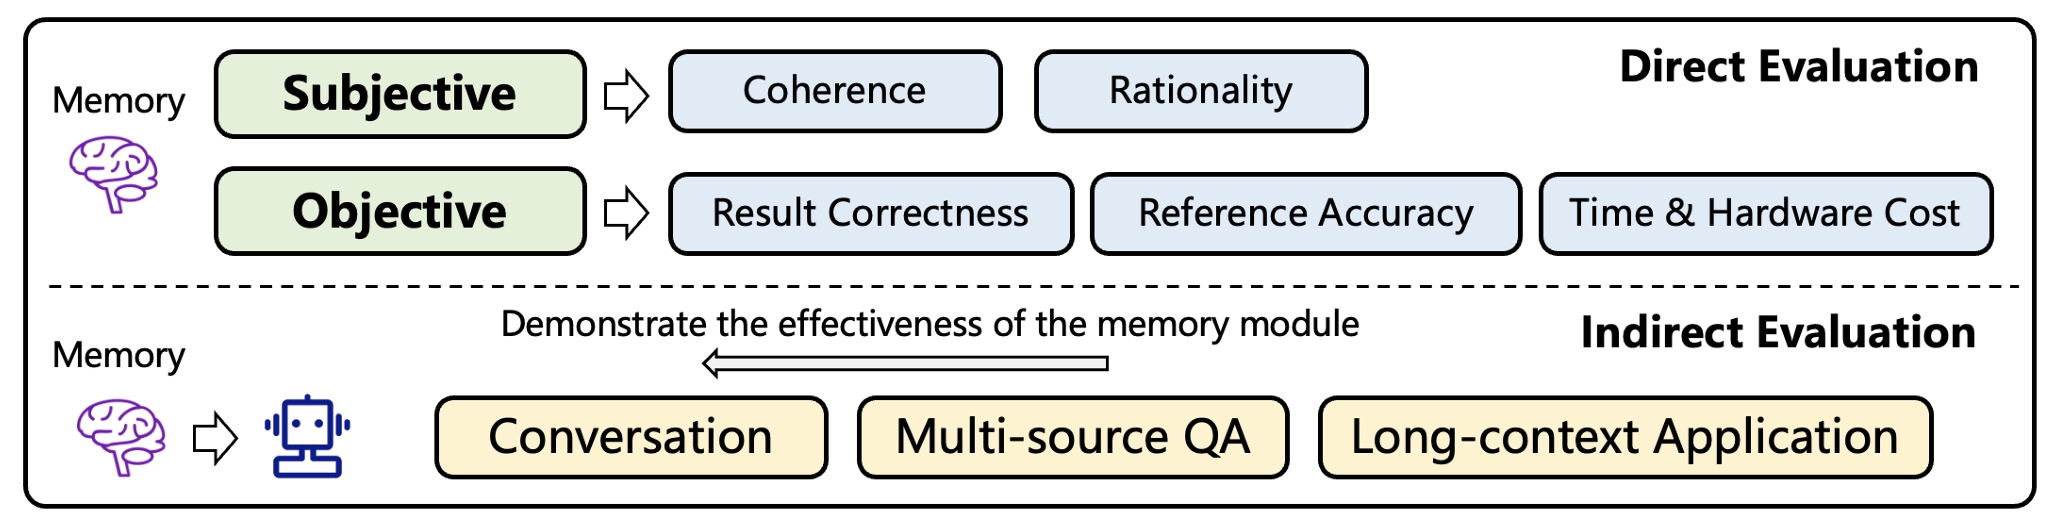 Direct Evaluation
Memory
Subjective
Coherence
Rationality
Objective
Result Correctness
Reference Accuracy
Time & Hardware Cost
Demonstrate the effectiveness of the memory module
Indirect Evaluation
Memory
Conversation
Multi-source QA
Long-context Application